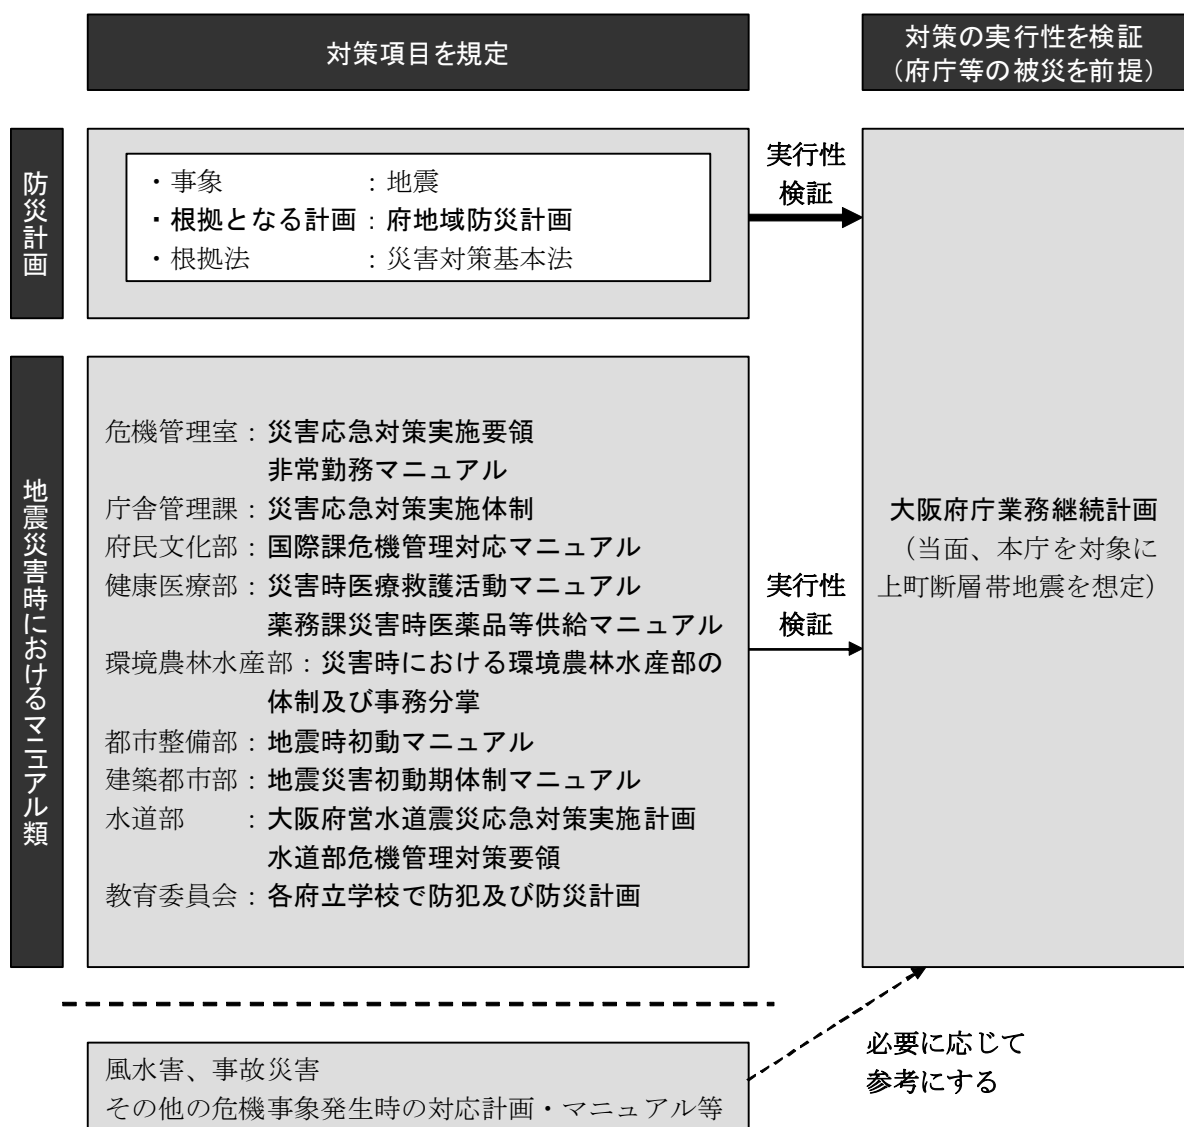 対策項目を規定
対策の実行性を検証
（府庁等の被災を前提）
防災計画
・事象　　　　　：地震
・根拠となる計画：府地域防災計画
・根拠法　　　　：災害対策基本法
実行性
検証
地震災害時におけるマニュアル類
危機管理室：災害応急対策実施要領
非常勤務マニュアル
庁舎管理課：災害応急対策実施体制
府民文化部：国際課危機管理対応マニュアル
健康医療部：災害時医療救護活動マニュアル
薬務課災害時医薬品等供給マニュアル
環境農林水産部：災害時における環境農林水産部の
体制及び事務分掌
都市整備部：地震時初動マニュアル
建築都市部：地震災害初動期体制マニュアル
水道部　　：大阪府営水道震災応急対策実施計画
水道部危機管理対策要領
教育委員会：各府立学校で防犯及び防災計画
実行性
検証
大阪府庁業務継続計画
（当面、本庁を対象に
上町断層帯地震を想定）
風水害、事故災害
その他の危機事象発生時の対応計画・マニュアル等
必要に応じて
参考にする